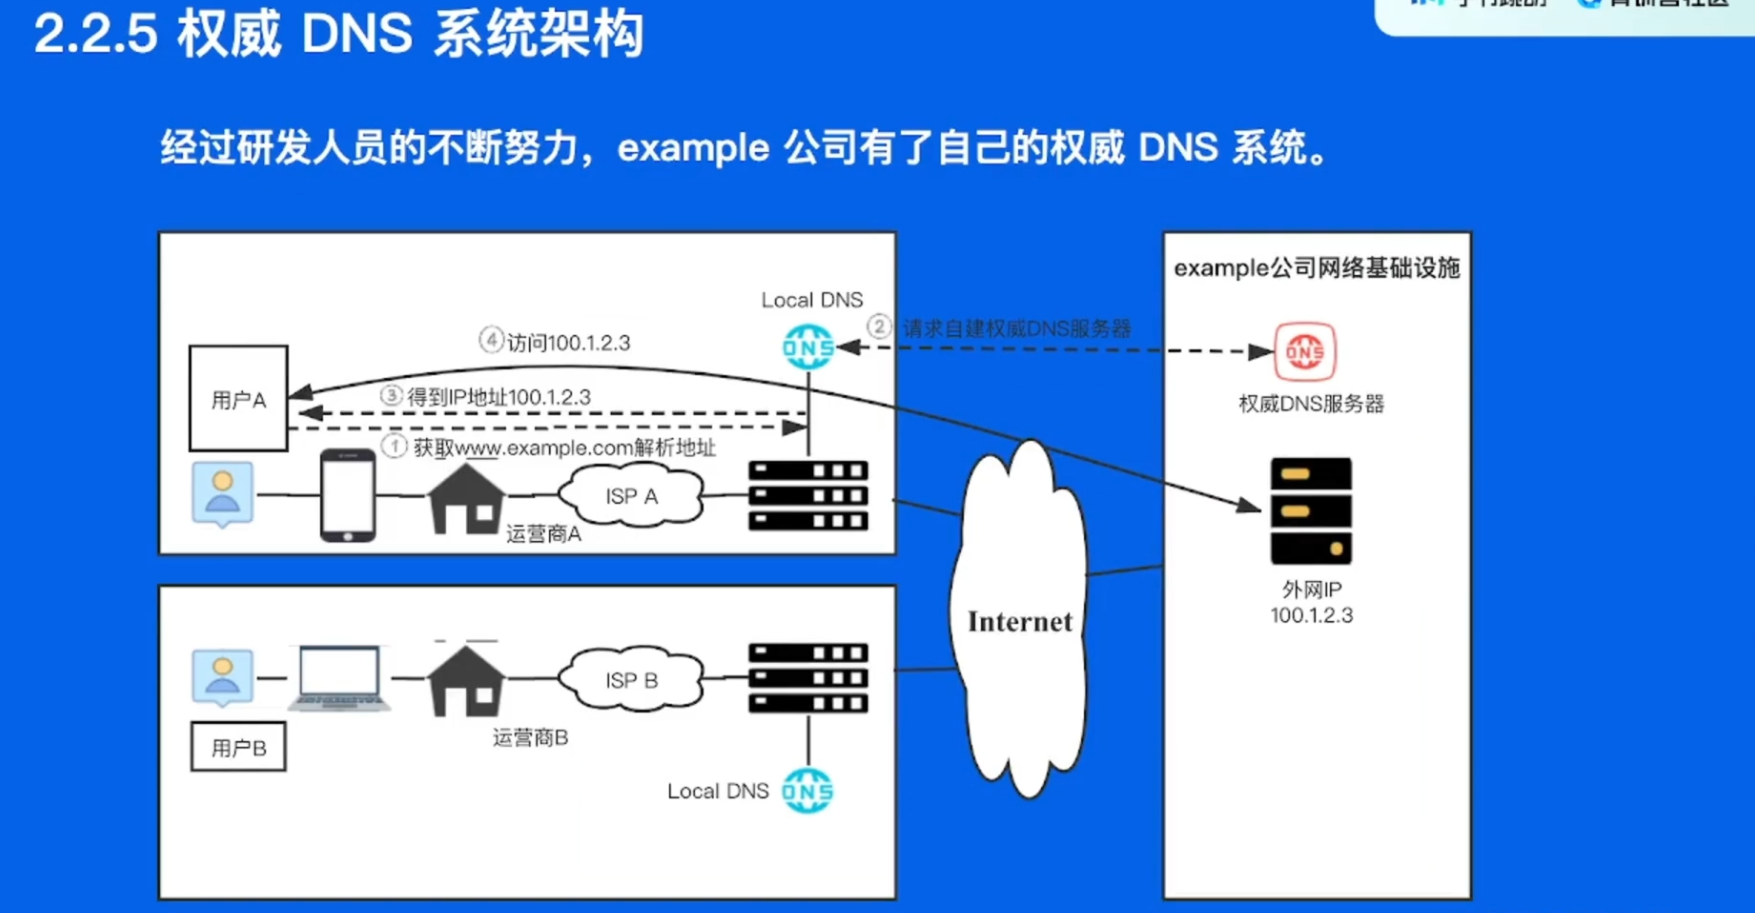 2.2.5 权威 DNS 系统架构
经过研发人员的不断努力，example 公司有了自己的权威 DNS 系统。
example公司网络基础设施
Local DNS
DNS
② 请求自建权威DNS服务器
DNS
权威DNS服务器
④访问100.1.2.3
用户A
③得到IP地址100.1.2.3
① 获取www.example.com解析地址
ISP A
运营商A
外网IP
100.1.2.3
Internet
ISP B
运营商B
用户B
Local DNS
DNS